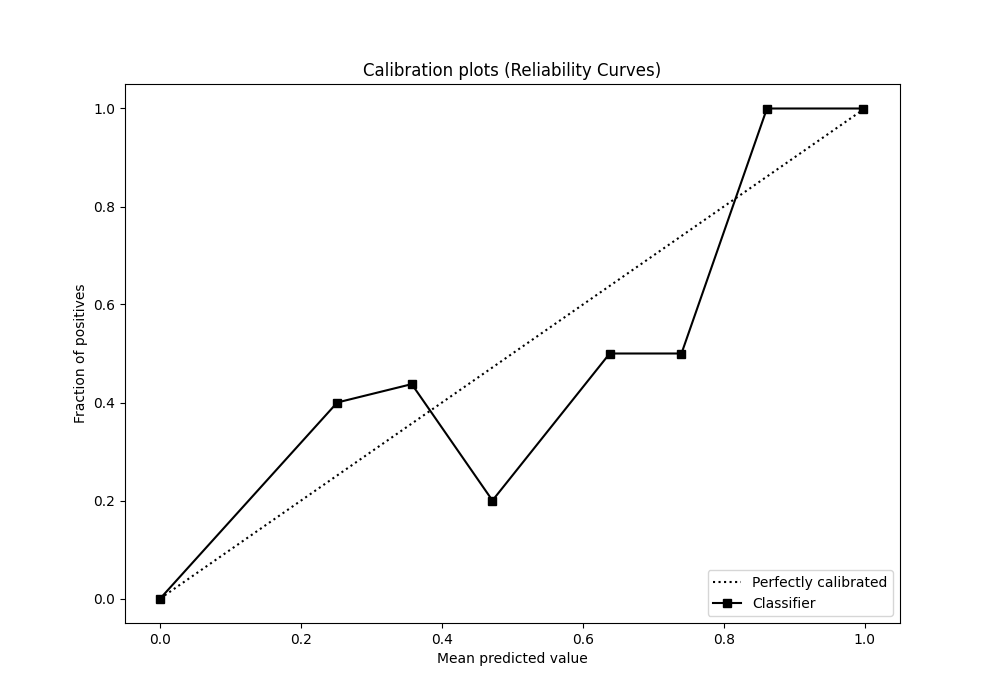 Calibration plots (Reliability Curves)
1.0
0.8
0.6
0.4
0.2
0.0
Fraction of positives
Perfectly calibrated
Classifier
0.0 0.2 0.4 0.6 0.8 1.0
Mean predicted value